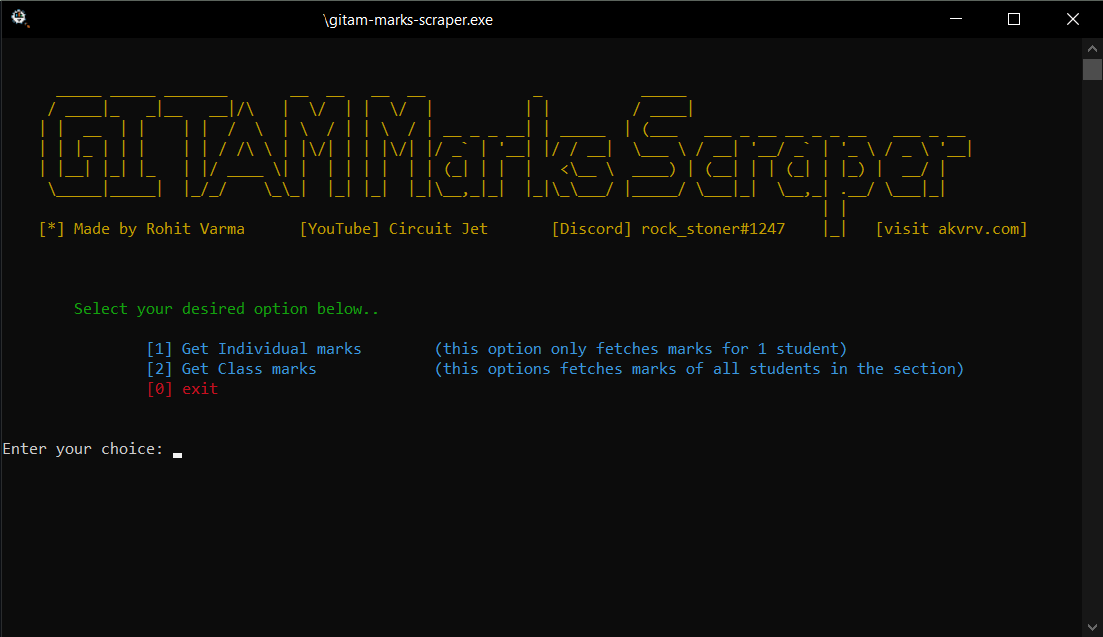 \gitam-marks-scraper.exe
GITAM Marks Scraper
[*] Made by Rohit Varma [YouTube] Circuit Jet [Discord] rock_stoner#1247 [visit akvrv.com]
Select your desired option below..
[1] Get Individual marks (this option only fetches marks for 1 student)
[2] Get Class marks (this options fetches marks of all students in the section)
[0] exit
Enter your choice: